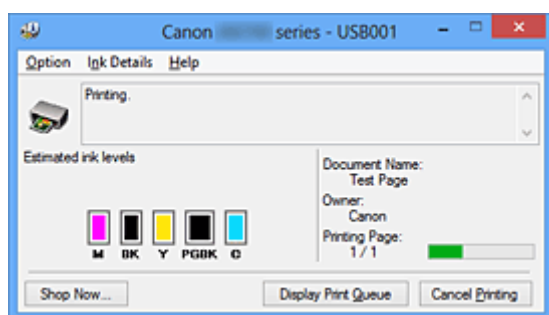 Canon series - USB001
Option Ink Details Help
Printing.
Estimated ink levels
Document Name:
Test Page
Owner:
Canon
Printing Page:
1 / 1
M BK Y PGBK C
Shop Now... Display Print Queue Cancel Printing